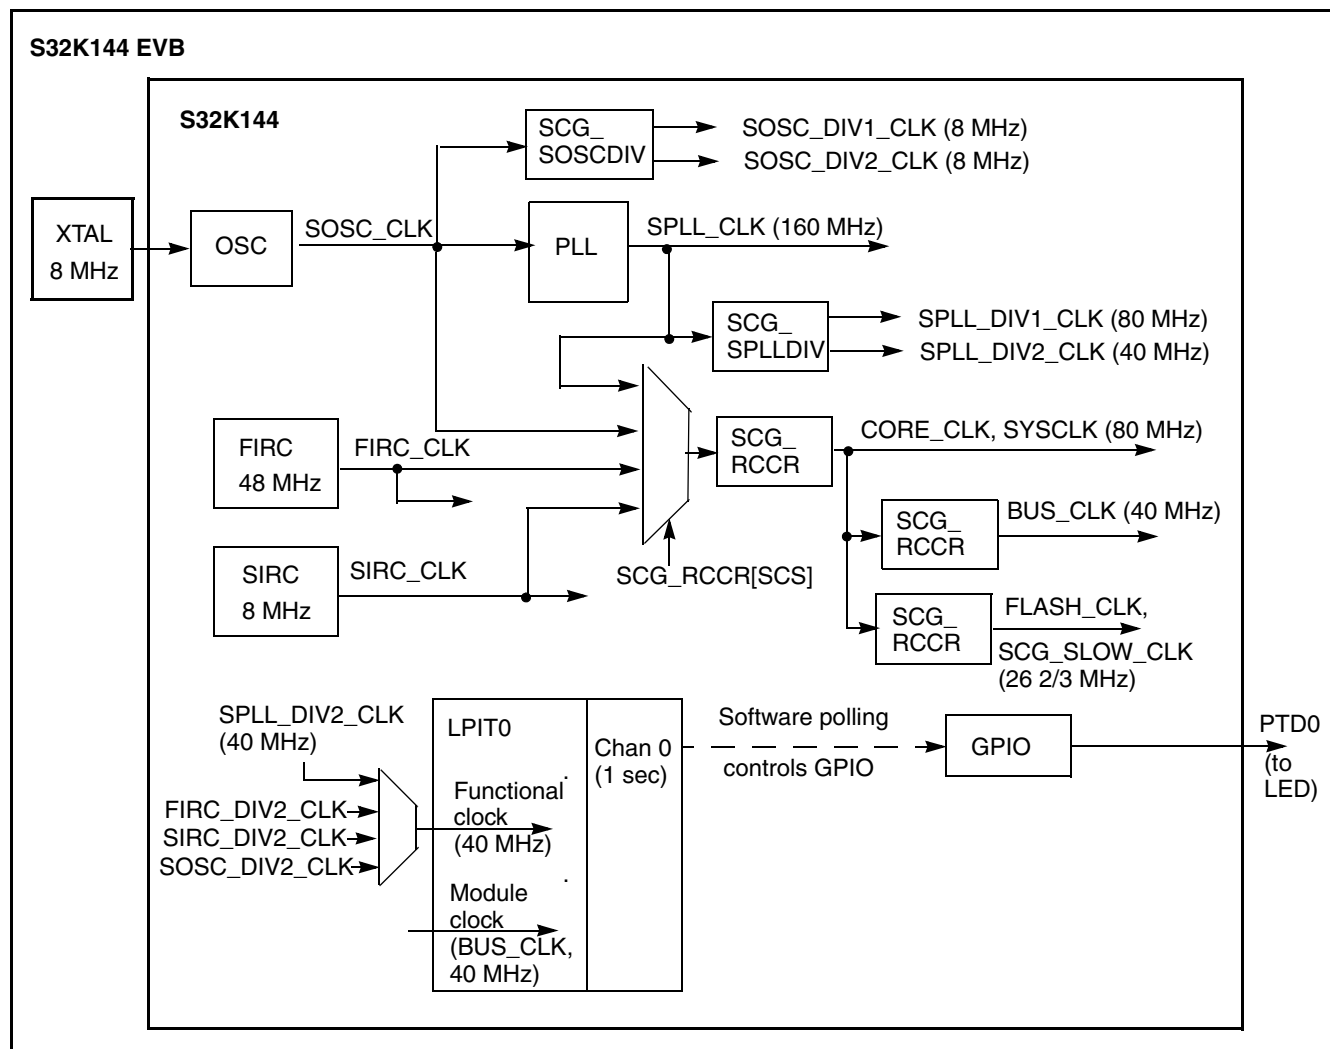 S32K144 EVB
S32K144
SCG_
SOSCDIV
SOSC_DIV1_CLK (8 MHz)
SOSC_DIV2_CLK (8 MHz)
XTAL
8 MHz
OSC
SOSC_CLK
PLL
SPLL_CLK (160 MHz)
SCG_
SPLLDIV
SPLL_DIV1_CLK (80 MHz)
SPLL_DIV2_CLK (40 MHz)
FIRC
48 MHz
FIRC_CLK
SCG_
RCCR
CORE_CLK, SYSCLK (80 MHz)
SCG_
RCCR
BUS_CLK (40 MHz)
SIRC
8 MHz
SIRC_CLK
SCG_RCCR[SCS]
SCG_
RCCR
FLASH_CLK,
SCG_SLOW_CLK
(26 2/3 MHz)
SPLL_DIV2_CLK
(40 MHz)
FIRC_DIV2_CLK
SIRC_DIV2_CLK
SOSC_DIV2_CLK
LPIT0
Functional
clock
(40 MHz)
Module
clock
(BUS_CLK,
40 MHz)
Chan 0
(1 sec)
Software polling
controls GPIO
GPIO
PTD0
(to
LED)